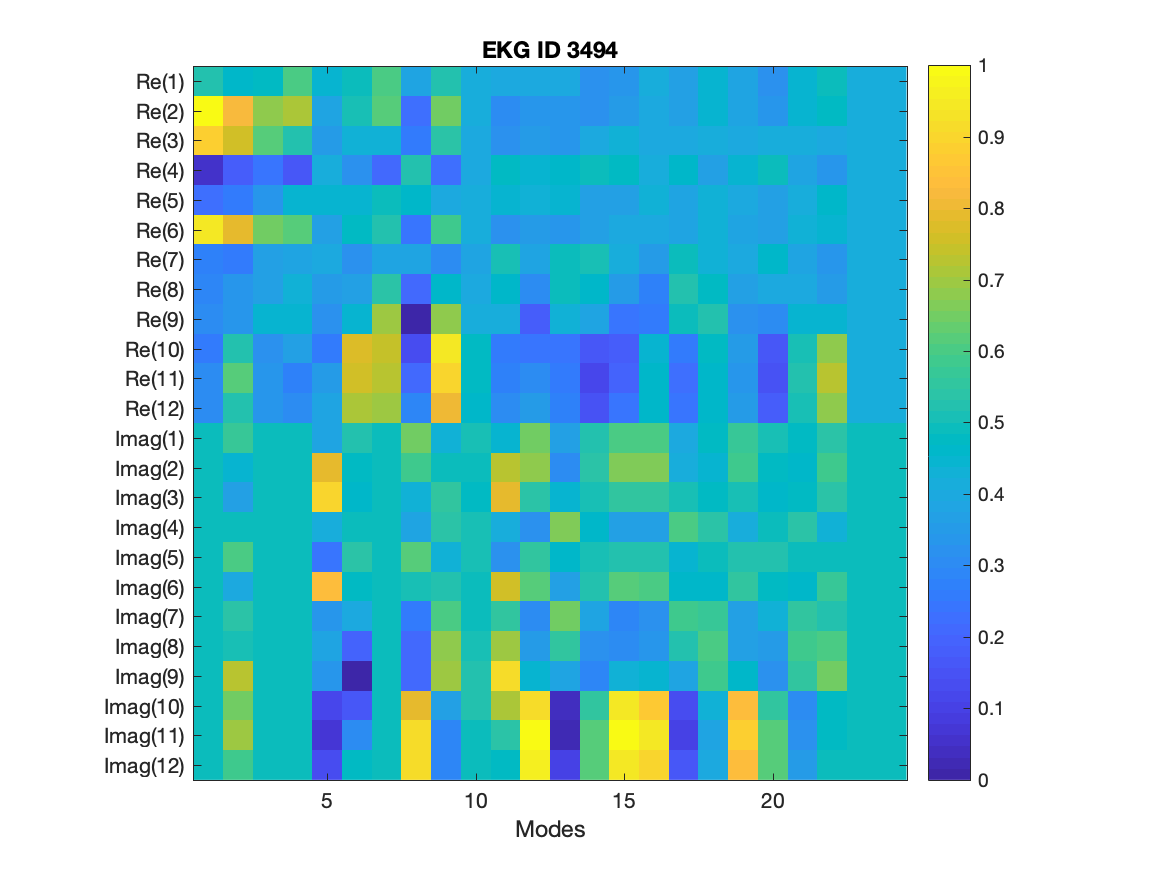 EKG ID 3494
Re(1)
Re(2)
Re(3)
Re(4)
Re(5)
Re(6)
Re(7)
Re(8)
Re(9)
Re(10)
Re(11)
Re(12)
Imag(1)
Imag(2)
Imag(3)
Imag(4)
Imag(5)
Imag(6)
Imag(7)
Imag(8)
Imag(9)
Imag(10)
Imag(11)
Imag(12)
5 10 15 20
Modes
1
0.9
0.8
0.7
0.6
0.5
0.4
0.3
0.2
0.1
0